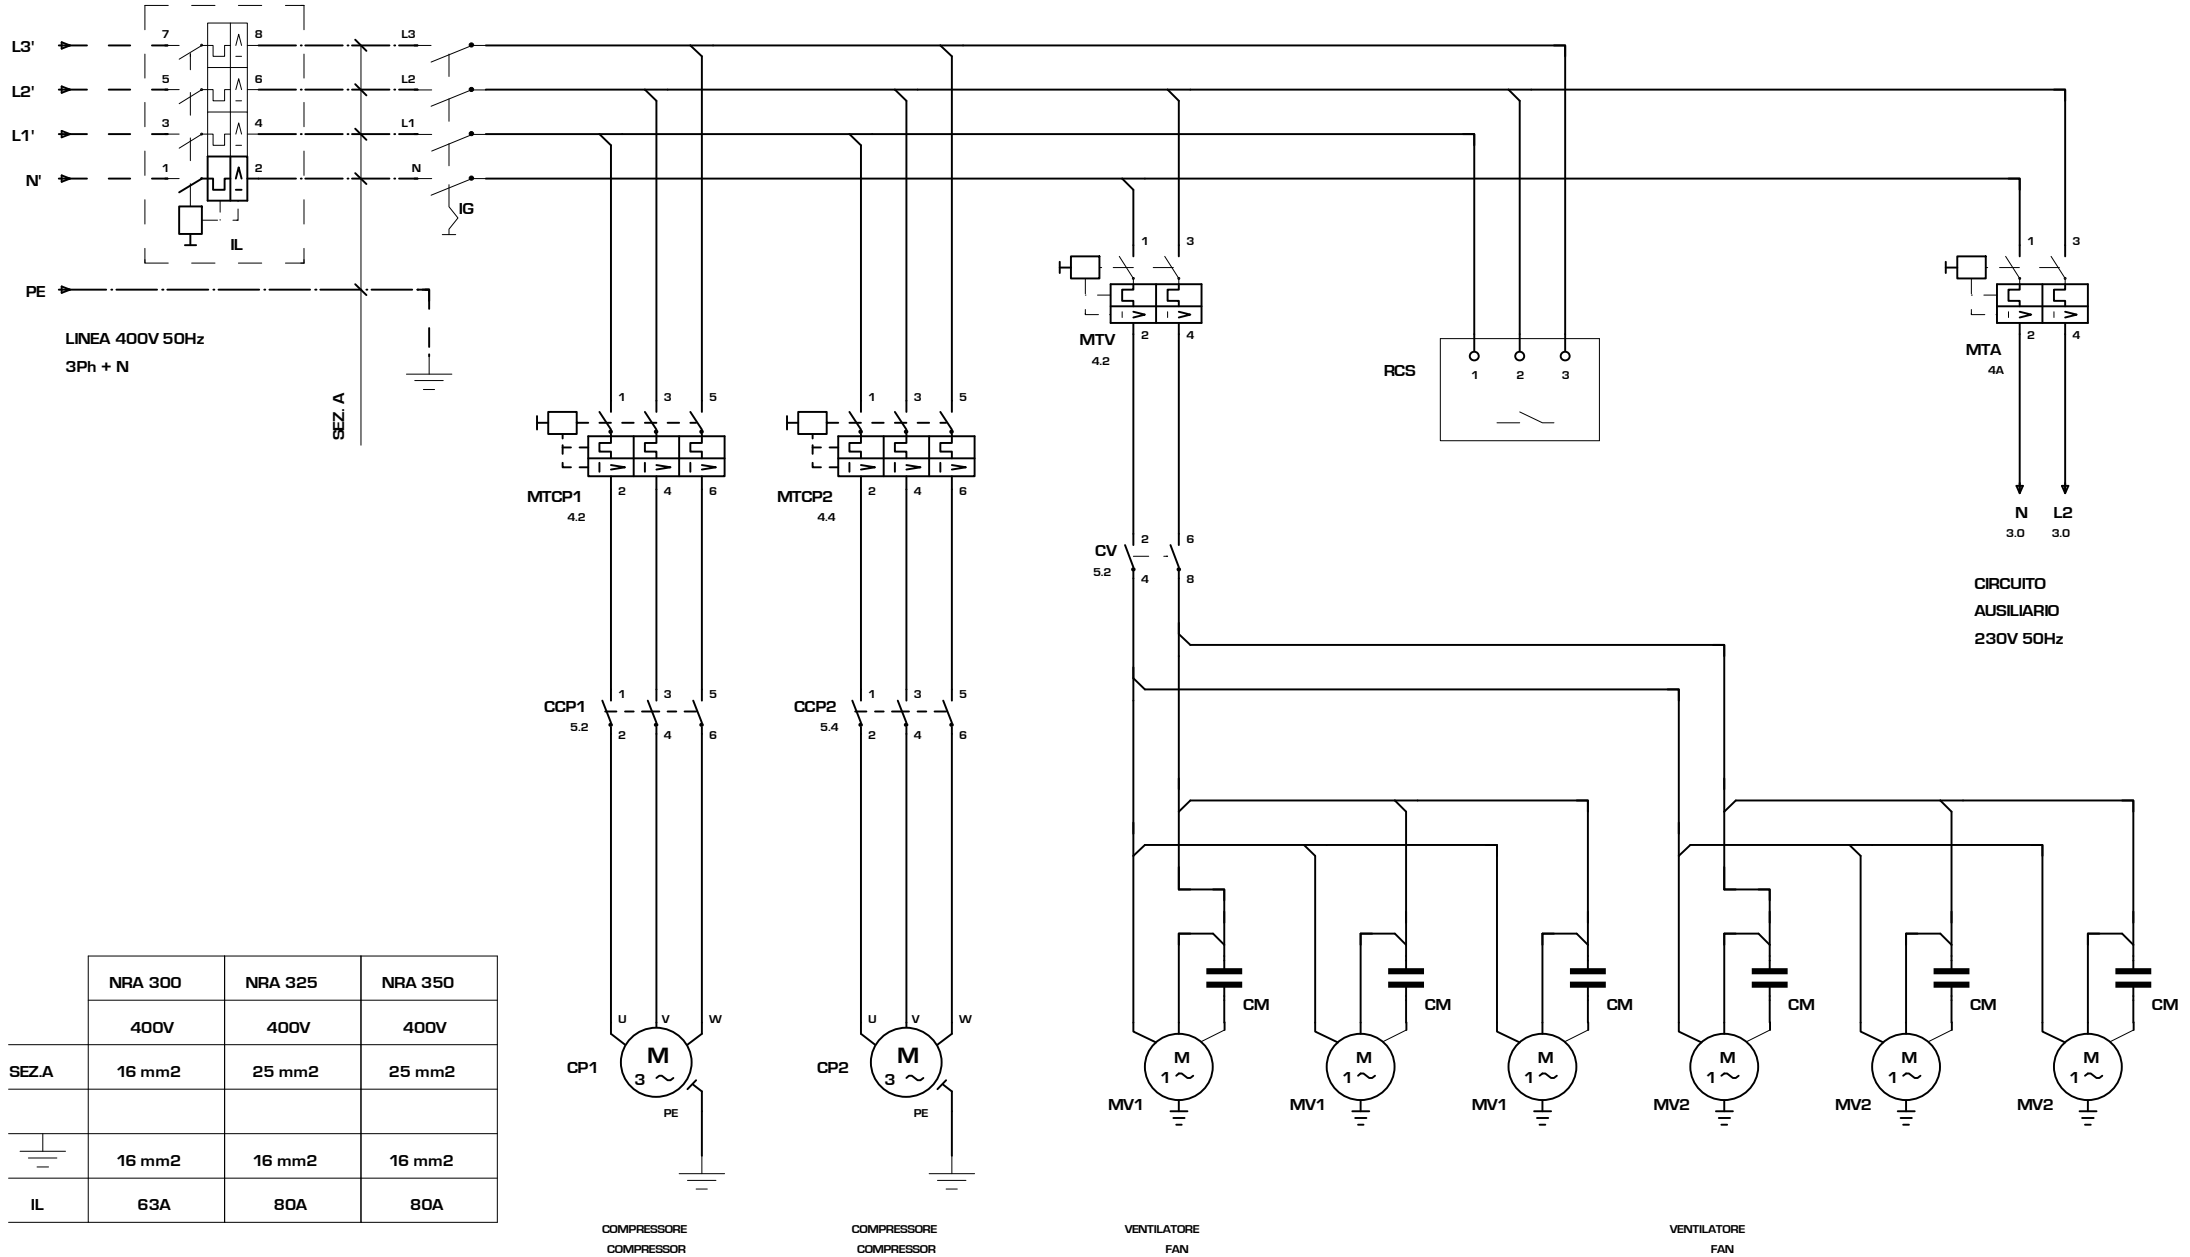 L3' 7 8 L3
L2' 5 6 L2
L1' 3 4 L1
N' 1 2 N
IG
IL
PE
LINEA 400V 50Hz
3Ph + N
SEZ. A
1 3
MTV 2 4
4.2
RCS 1 2 3
1 3
MTA 2 4
4A
1 3 5
MTCP1 2 4 6
4.2
1 3 5
MTCP2 2 4 6
4.4
N L2
3.0 3.0
CV 2 6
5.2 4 8
CIRCUITO
AUSILIARIO
230V 50Hz
1 3 5
CCP1
5.2 2 4 6
1 3 5
CCP2
5.4 2 4 6
NRA 300 NRA 325 NRA 350
400V 400V 400V
SEZ.A 16 mm2 25 mm2 25 mm2
16 mm2 16 mm2 16 mm2
IL 63A 80A 80A
U V W
CP1 M
3 ~
PE
U V W
CP2 M
3 ~
PE
CM CM CM CM CM CM
M M M M M M
1 ~ 1 ~ 1 ~ 1 ~ 1 ~ 1 ~
MV1 MV1 MV1 MV2 MV2 MV2
COMPRESSORE COMPRESSORE VENTILATORE VENTILATORE
COMPRESSOR COMPRESSOR FAN FAN